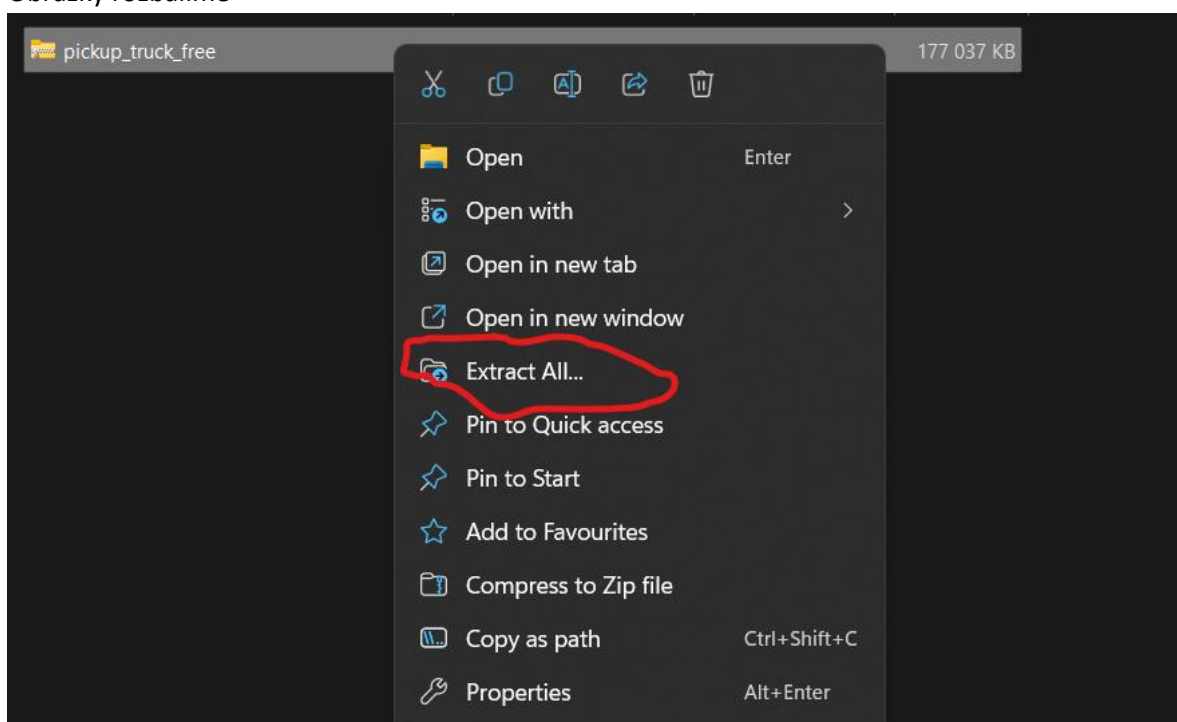 pickup_truck_free 177 037 KB
Open Enter
Open with
Open in new tab
Open in new window
Extract All...
Pin to Quick access
Pin to Start
Add to Favourites
Compress to Zip file
Copy as path Ctrl+Shift+C
Properties Alt+Enter